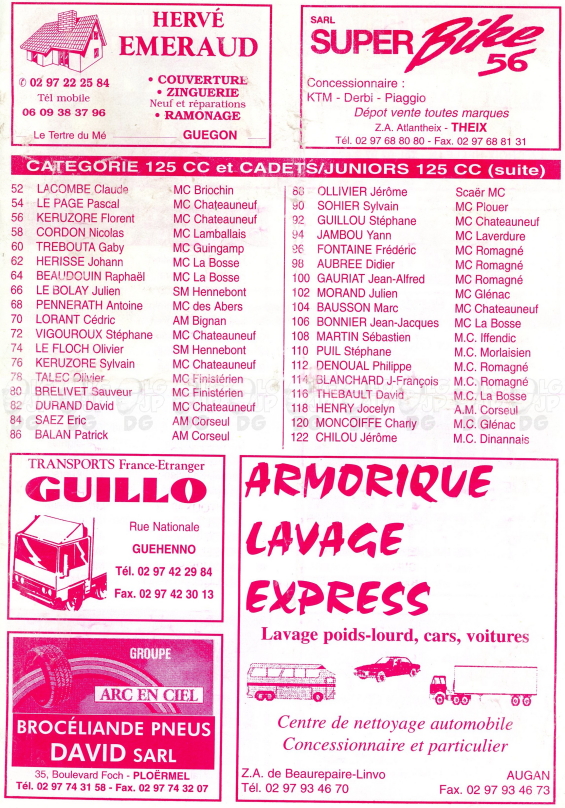 HERVÉ
EMERAUD
✆ 02 97 22 25 84
Tél mobile
06 09 38 37 96
• COUVERTURE
• ZINGUERIE
Neuf et réparations
• RAMONAGE
Le Tertre du Mé
GUEGON
SARL
SUPER Bike
56
Concessionnaire :
KTM - Derbi - Piaggio
Dépot vente toutes marques
Z.A. Atlantheix - THEIX
Tél. 02 97 68 80 80 - Fax. 02 97 68 81 31
CATEGORIE 125 CC et CADETS/JUNIORS 125 CC (suite)
52 LACOMBE Claude MC Briochin
54 LE PAGE Pascal MC Chateauneuf
56 KERUZORE Florent MC Chateauneuf
58 CORDON Nicolas MC Lamballais
60 TREBOUTA Gaby MC Guingamp
62 HERISSE Johann MC La Bosse
64 BEAUDOUIN Raphaël MC La Bosse
66 LE BOLAY Julien SM Hennebont
68 PENNERATH Antoine MC des Abers
70 LORANT Cédric AM Bignan
72 VIGOUROUX Stéphane MC Chateauneuf
74 LE FLOCH Olivier SM Hennebont
76 KERUZORE Sylvain MC Chateauneuf
78 TALEC Olivier MC Finistérien
80 BRELIVET Sauveur MC Finistérien
82 DURAND David MC Chateauneuf
84 SAEZ Eric AM Corseul
86 BALAN Patrick AM Corseul
OLLIVIER Jérôme Scaër MC
90 SOHIER Sylvain MC Plouer
92 GUILLOU Stéphane MC Chateauneuf
94 JAMBOU Yann MC Laverdure
96 FONTAINE Frédéric MC Romagné
98 AUBREE Didier MC Romagné
100 GAURIAT Jean-Alfred MC Romagné
102 MORAND Julien MC Glénac
104 BAUSSON Marc MC Chateauneuf
106 BONNIER Jean-Jacques MC La Bosse
108 MARTIN Sébastien M.C. Iffendic
110 PUIL Stéphane M.C. Morlaisien
112 DENOUAL Philippe M.C. Romagné
114 BLANCHARD J-François M.C. Romagné
116 THEBAULT David M.C. La Bosse
118 HENRY Jocelyn A.M. Corseul
120 MONCOIFFE Charly M.C. Glénac
122 CHILOU Jérôme M.C. Dinannais
TRANSPORTS France-Etranger
GUILLO
Rue Nationale
GUEHENNO
Tél. 02 97 42 29 84
Fax. 02 97 42 30 13
GROUPE
ARC EN CIEL
BROCÉLIANDE PNEUS
DAVID SARL
35, Boulevard Foch - PLOËRMEL
Tél. 02 97 74 31 58 - Fax. 02 97 74 32 07
ARMORIQUE
LAVAGE
EXPRESS
Lavage poids-lourd, cars, voitures
Centre de nettoyage automobile
Concessionnaire et particulier
Z.A. de Beaurepaire-Linvo AUGAN
Tél. 02 97 93 46 70 Fax. 02 97 93 46 73